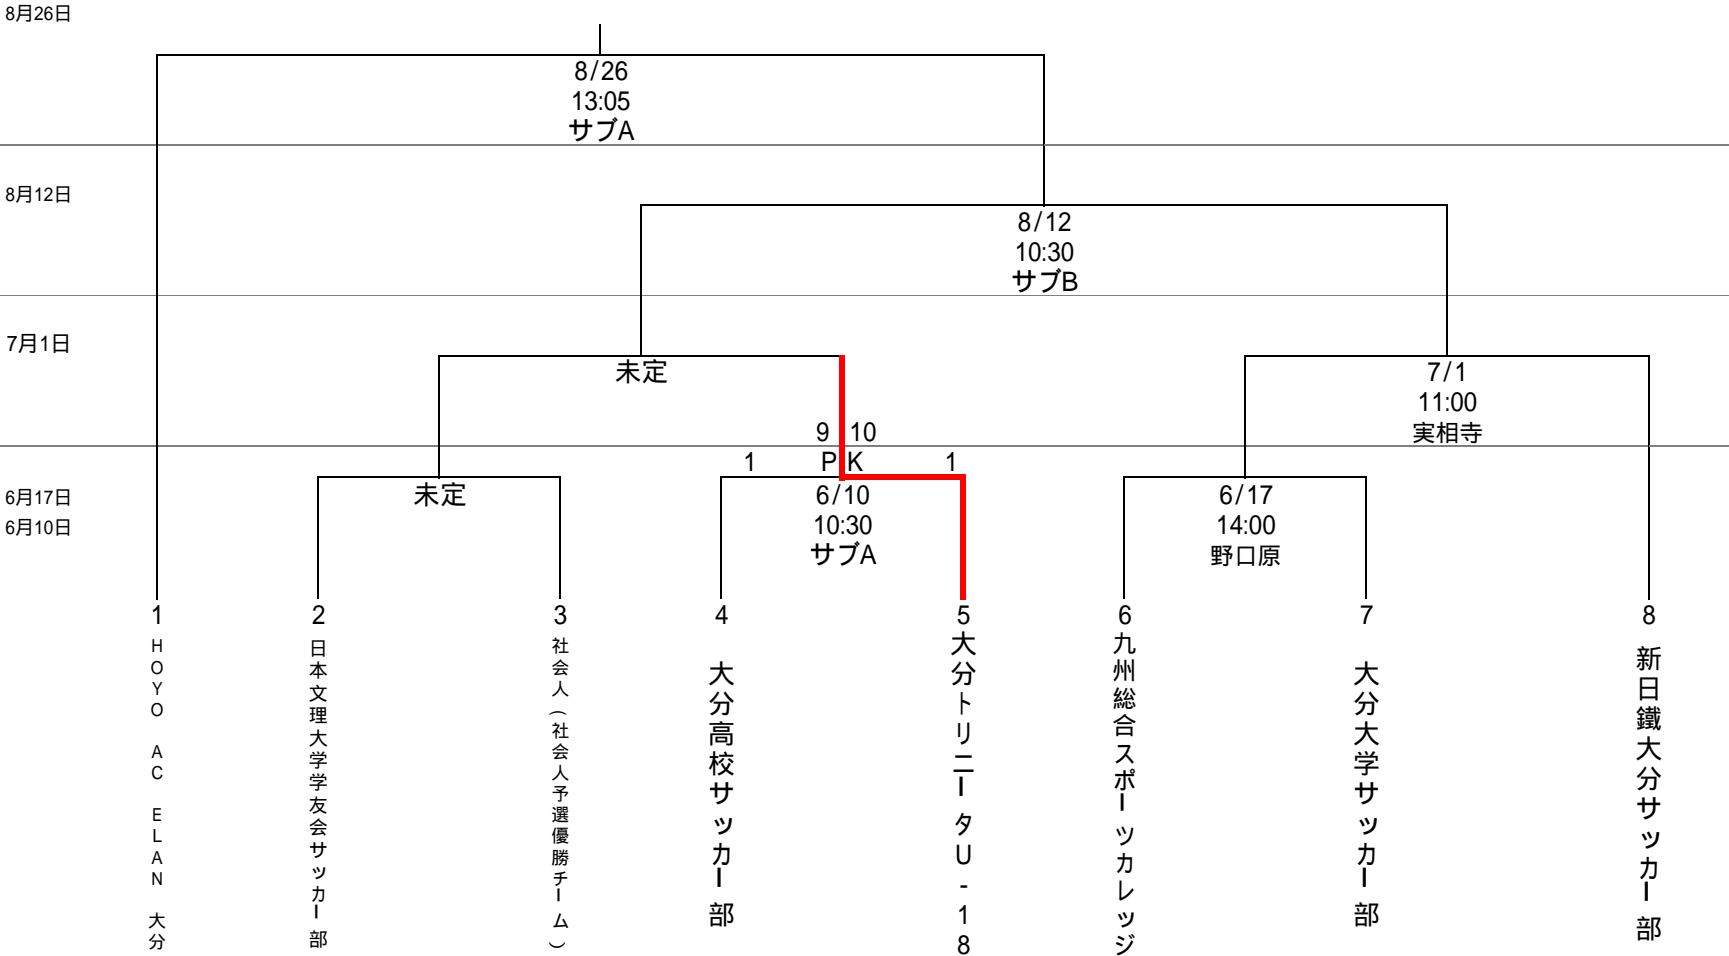 8月26日
8/26
13:05
サブA
8月12日
8/12
10:30
サブB
7月1日
未定
7/1
11:00
実相寺
9 10
1 PK 1
6月17日
6月10日
未定
6/10
10:30
サブA
6/17
14:00
野口原
1
HOYO AC ELAN 大分
2
日本文理大学学友会サッカー部
3
社会人(社会人予選優勝チーム)
4
大分高校サッカー部
5
大分トリニータU-18
6
九州総合スポーツカレッジ
7
大分大学サッカー部
8
新日鐵大分サッカー部